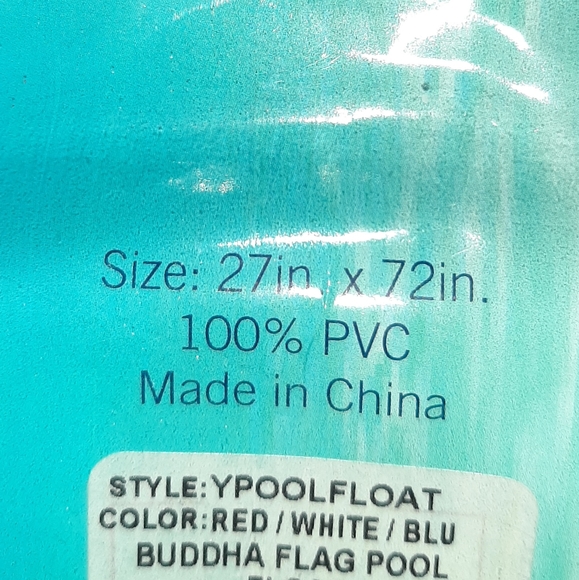 Size: 27in. x 72in.
100% PVC
Made in China
STYLE:YPOOLFLOAT
COLOR:RED / WHITE / BLU
BUDDHA FLAG POOL